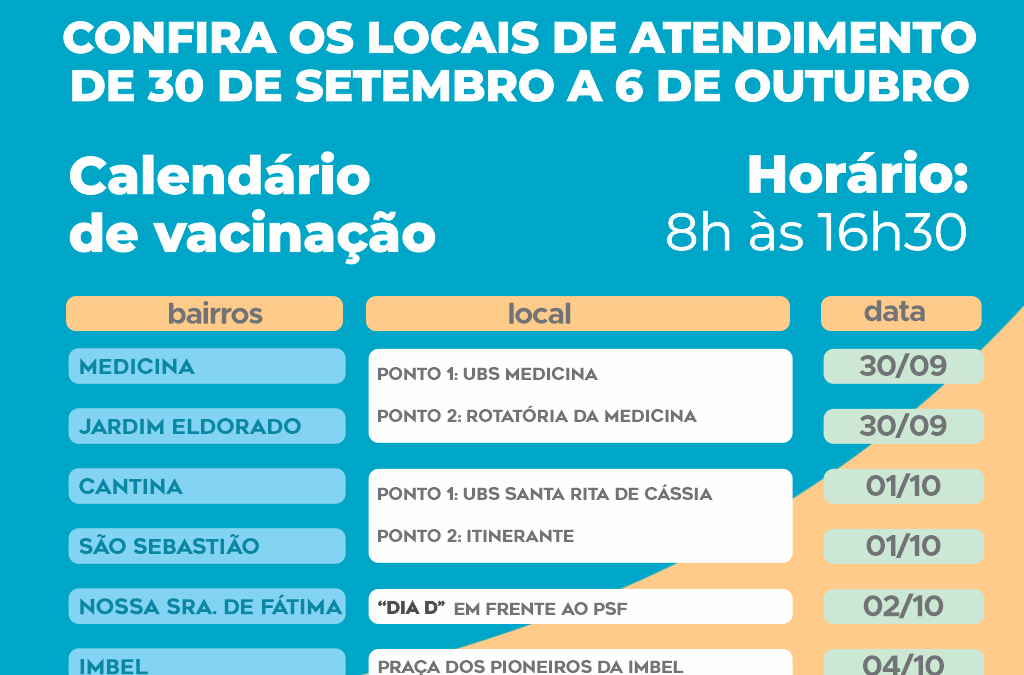 CONFIRA OS LOCAIS DE ATENDIMENTO
DE 30 DE SETEMBRO A 6 DE OUTUBRO
Calendário
de vacinação
Horário:
8h às 16h30
bairros local data
MEDICINA
PONTO 1: UBS MEDICINA
30/09
PONTO 2: ROTATÓRIA DA MEDICINA
JARDIM ELDORADO
30/09
CANTINA
PONTO 1: UBS SANTA RITA DE CÁSSIA
01/10
PONTO 2: ITINERANTE
SÃO SEBASTIÃO
01/10
NOSSA SRA. DE FÁTIMA
“DIA D” EM FRENTE AO PSF
02/10
IMBEL
PRAÇA DOS PIONEIROS DA IMBEL
04/10